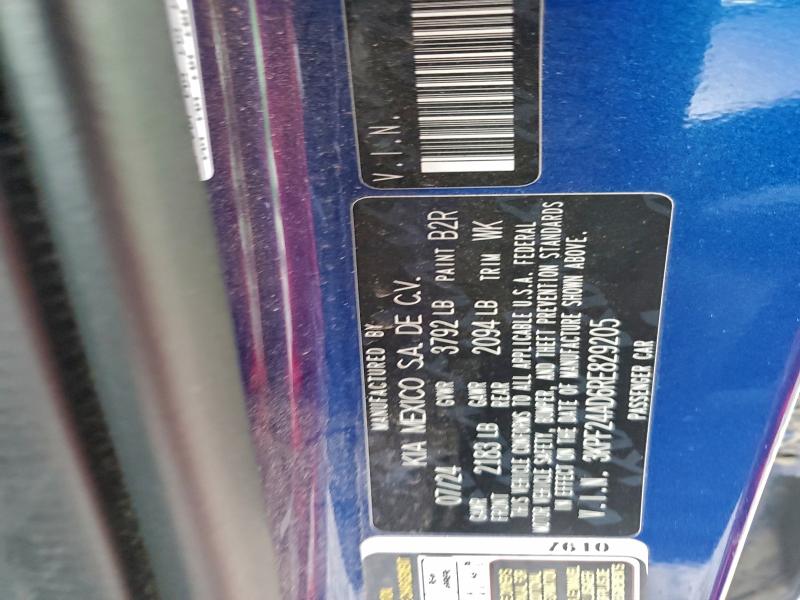 V.I.N.
MANUFACTURED BY
KIA MEXICO S.A. DE C.V.
07/24 GVWR 3792 LB PAINT B2R
GAWR FRONT 2183 LB GAWR REAR 2094 LB TRIM WK
THIS VEHICLE CONFORMS TO ALL APPLICABLE U.S.A. FEDERAL
MOTOR VEHICLE SAFETY, BUMPER, AND THEFT PREVENTION STANDARDS
IN EFFECT ON THE DATE OF MANUFACTURE SHOWN ABOVE.
V.I.N. 3KPF24AD6RE829205
PASSENGER CAR